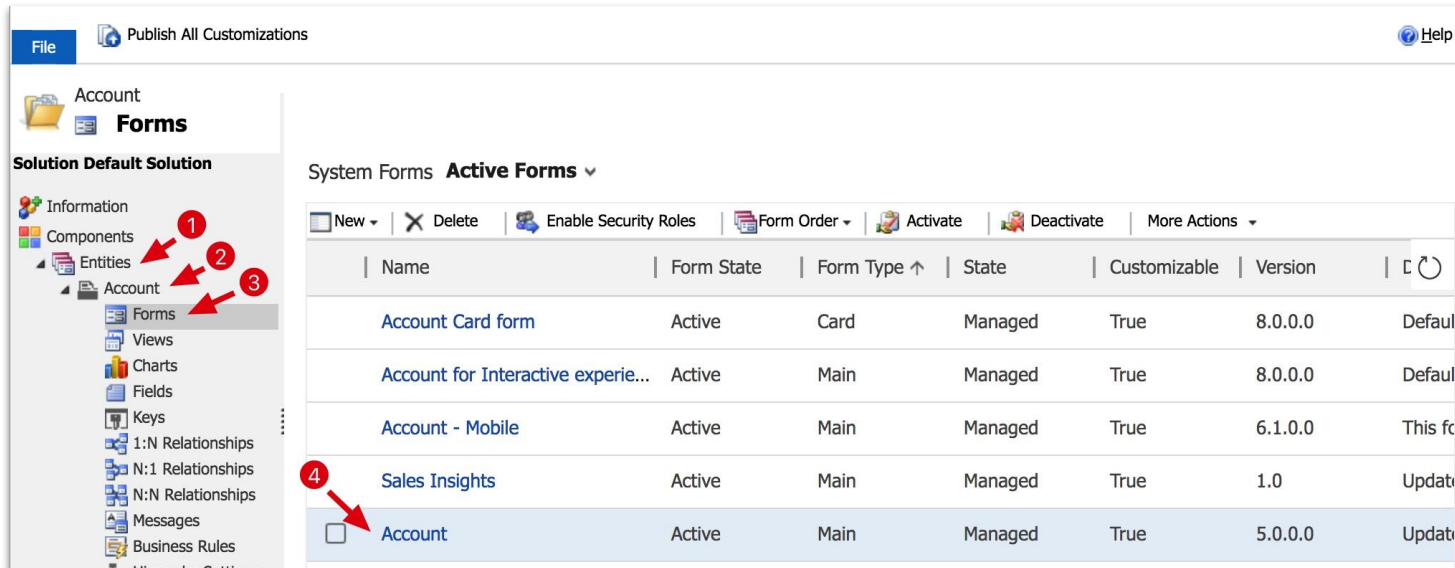 File
Publish All Customizations
Help
Account
Forms
Solution Default Solution
Information
Components
1
Entities
2
Account
3
Forms
Views
Charts
Fields
Keys
1:N Relationships
N:1 Relationships
N:N Relationships
Messages
Business Rules
System Forms Active Forms
New Delete Enable Security Roles Form Order Activate Deactivate More Actions
Name Form State Form Type ↑ State Customizable Version
Account Card form Active Card Managed True 8.0.0.0 Defaul
Account for Interactive experie... Active Main Managed True 8.0.0.0 Defaul
Account - Mobile Active Main Managed True 6.1.0.0 This fo
4
Sales Insights Active Main Managed True 1.0 Update
Account Active Main Managed True 5.0.0.0 Update